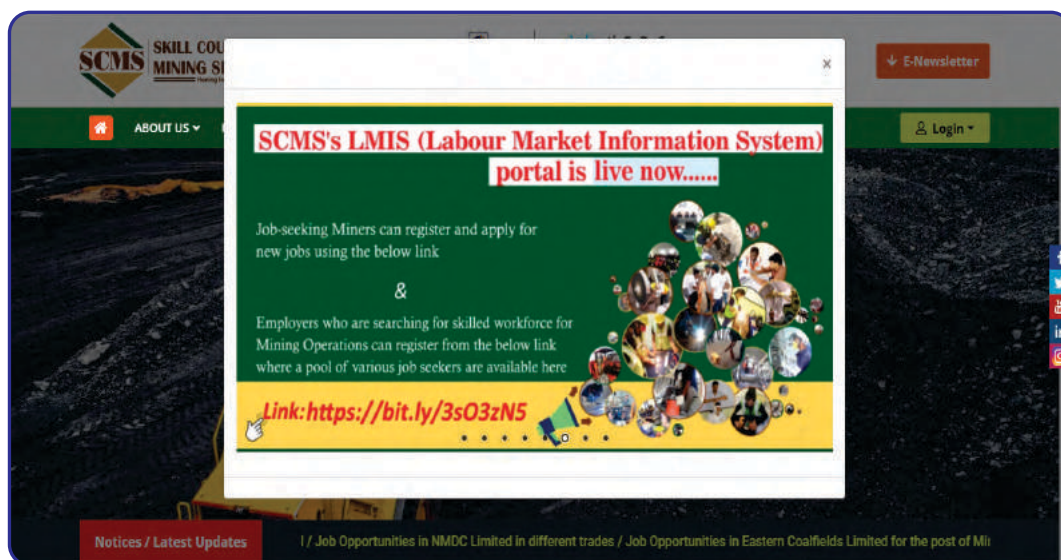 SCMS
SKILL COU
MINING S
E-Newsletter
ABOUT US
Login
×
SCMS's LMIS (Labour Market Information System)
portal is live now......
Job-seeking Miners can register and apply for
new jobs using the below link
&
Employers who are searching for skilled workforce for
Mining Operations can register from the below link
where a pool of various job seekers are available here
Link:https://bit.ly/3sO3zN5
Notices / Latest Updates
/ Job Opportunities in NMDC Limited in different trades / Job Opportunities in Eastern Coalfields Limited for the post of Mi